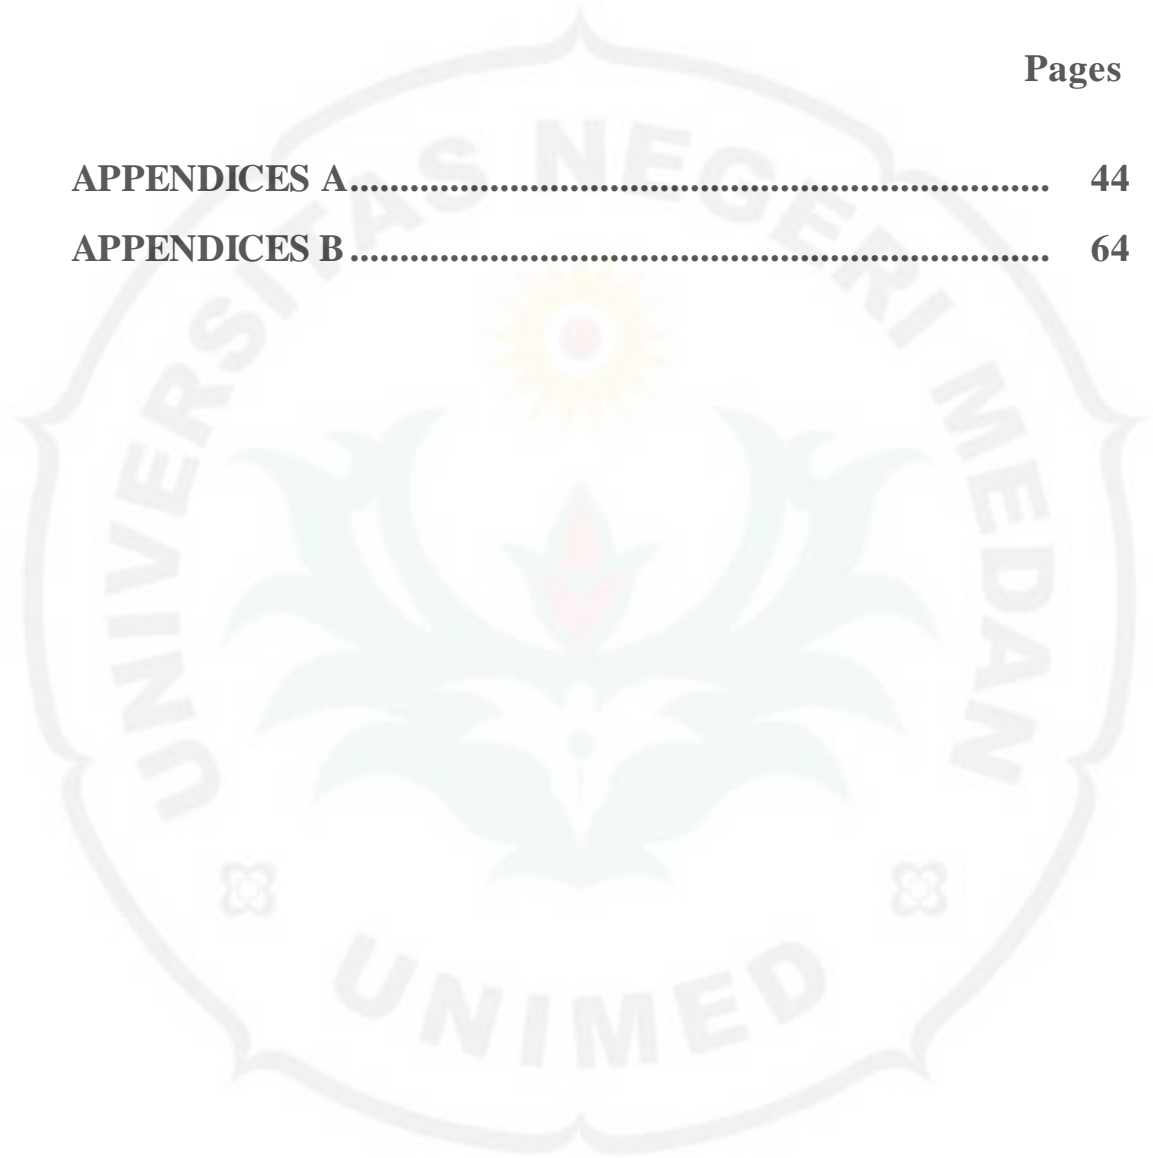 Pages
APPENDICES A...................................................................... 44
APPENDICES B...................................................................... 64
UNIVERSITAS NEGERI MEDAN
UNIMED